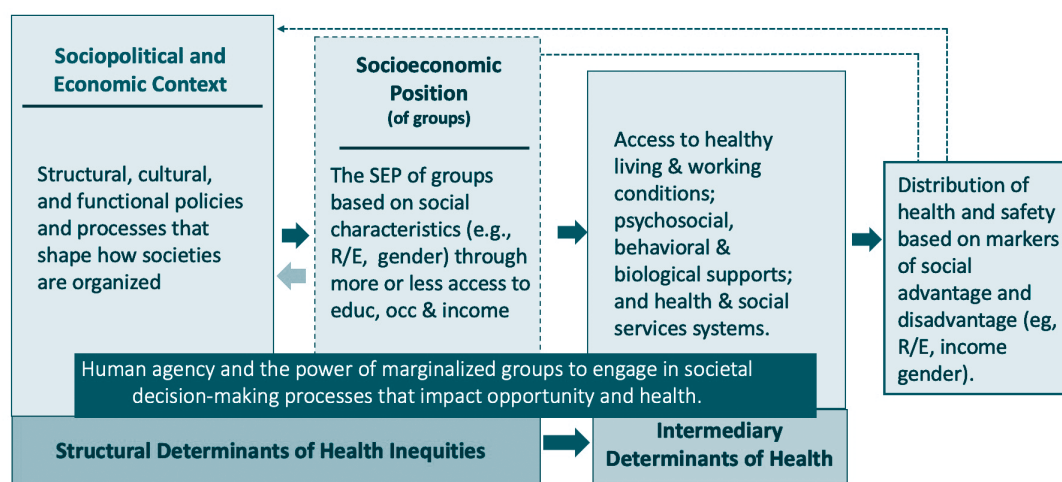 Sociopolitical and
Economic Context
Structural, cultural,
and functional policies
and processes that
shape how societies
are organized
Socioeconomic
Position
(of groups)
The SEP of groups
based on social
characteristics (e.g.,
R/E, gender) through
more or less access to
educ, occ & income
Access to healthy
living & working
conditions;
psychosocial,
behavioral &
biological supports;
and health & social
services systems.
Distribution of
health and safety
based on markers
of social
advantage and
disadvantage (eg,
R/E, income
gender).
Human agency and the power of marginalized groups to engage in societal
decision-making processes that impact opportunity and health.
Structural Determinants of Health Inequities
Intermediary
Determinants of Health